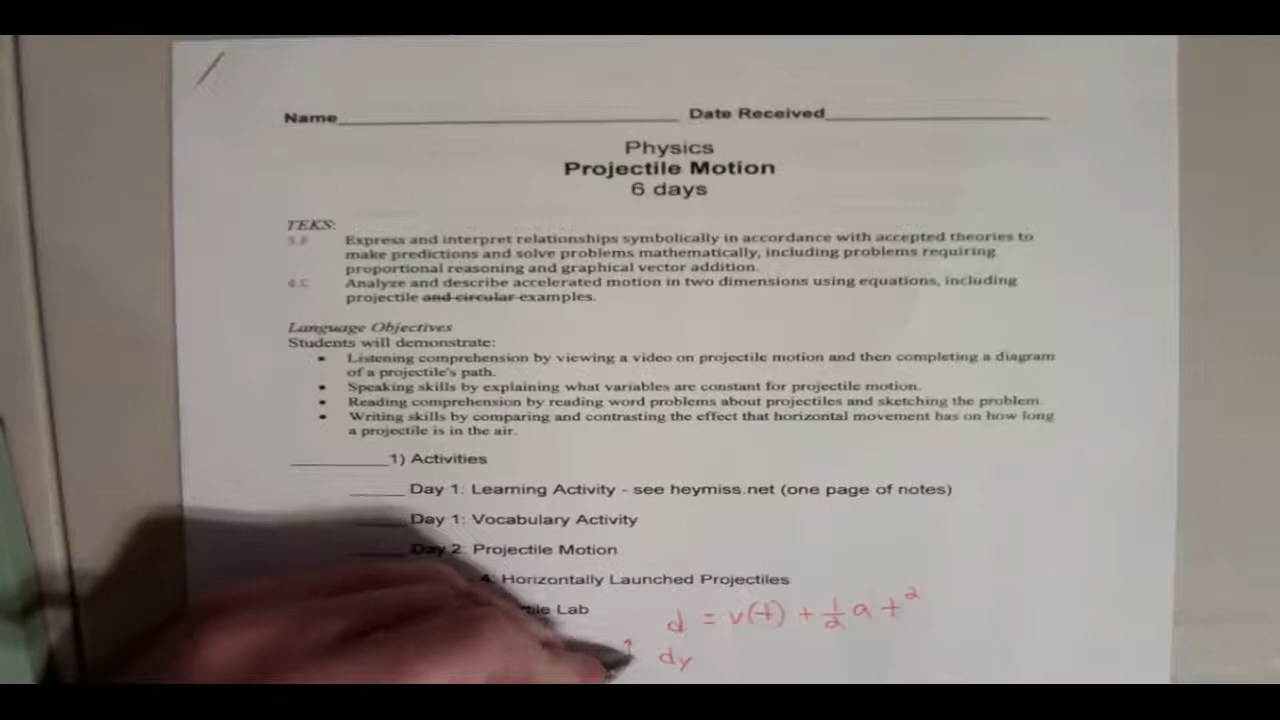 Name Date Received
Physics
Projectile Motion
6 days
TEKS:
Express and interpret relationships symbolically in accordance with accepted theories to
make predictions and solve problems mathematically, including problems requiring
proportional reasoning and graphical vector addition.
4 C Analyze and describe accelerated motion in two dimensions using equations, including
projectile and circular examples.
Language Objectives
Students will demonstrate:
• Listening comprehension by viewing a video on projectile motion and then completing a diagram
of a projectile's path.
• Speaking skills by explaining what variables are constant for projectile motion.
• Reading comprehension by reading word problems about projectiles and sketching the problem.
• Writing skills by comparing and contrasting the effect that horizontal movement has on how long
a projectile is in the air.
1) Activities
Day 1: Learning Activity - see heymiss.net (one page of notes)
Day 1: Vocabulary Activity
Day 2: Projectile Motion
4: Horizontally Launched Projectiles
Lab
d = v(t) + 1/2 a t²
↑ dy